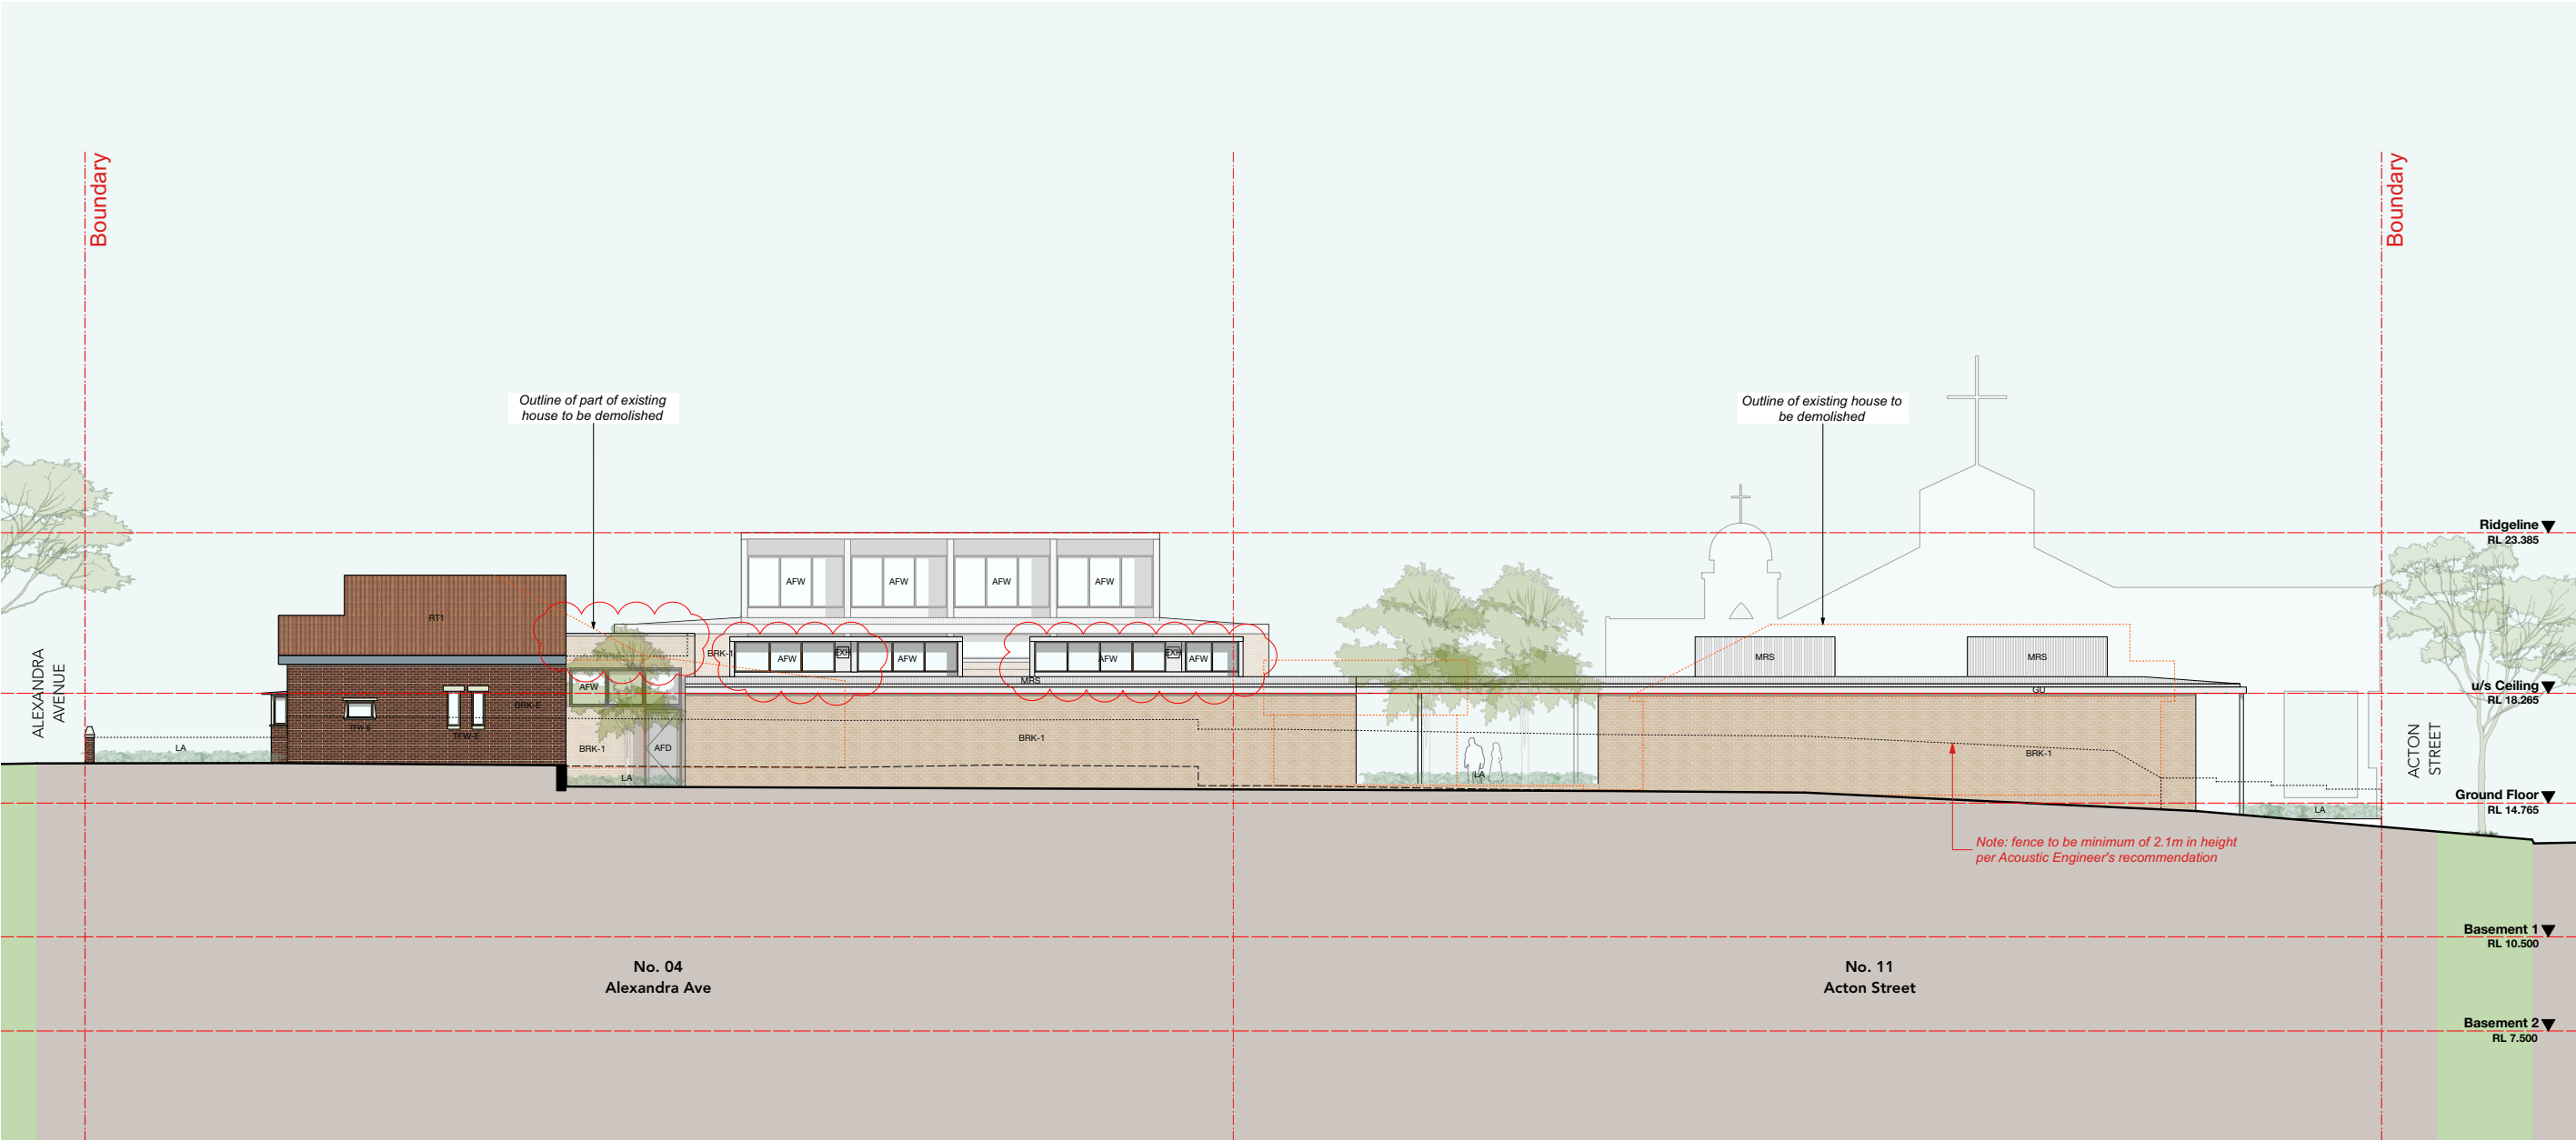 Boundary
Boundary
Outline of part of existing
house to be demolished
Outline of existing house to
be demolished
Ridgeline
RL 23.385
AFW
AFW
AFW
AFW
RT1
ALEXANDRA
AVENUE
BRK-1
AFW
EXH
AFW
AFW
EXH
AFW
MRS
MRS
MRS
AFW
GU
u/s Ceiling
RL 18.265
BRK-E
TFW-E
TFW-E
LA
BRK-1
AFD
BRK-1
BRK-1
ACTON
STREET
LA
LA
LA
Ground Floor
RL 14.765
Note: fence to be minimum of 2.1m in height
per Acoustic Engineer's recommendation
Basement 1
RL 10.500
No. 04
Alexandra Ave
No. 11
Acton Street
Basement 2
RL 7.500